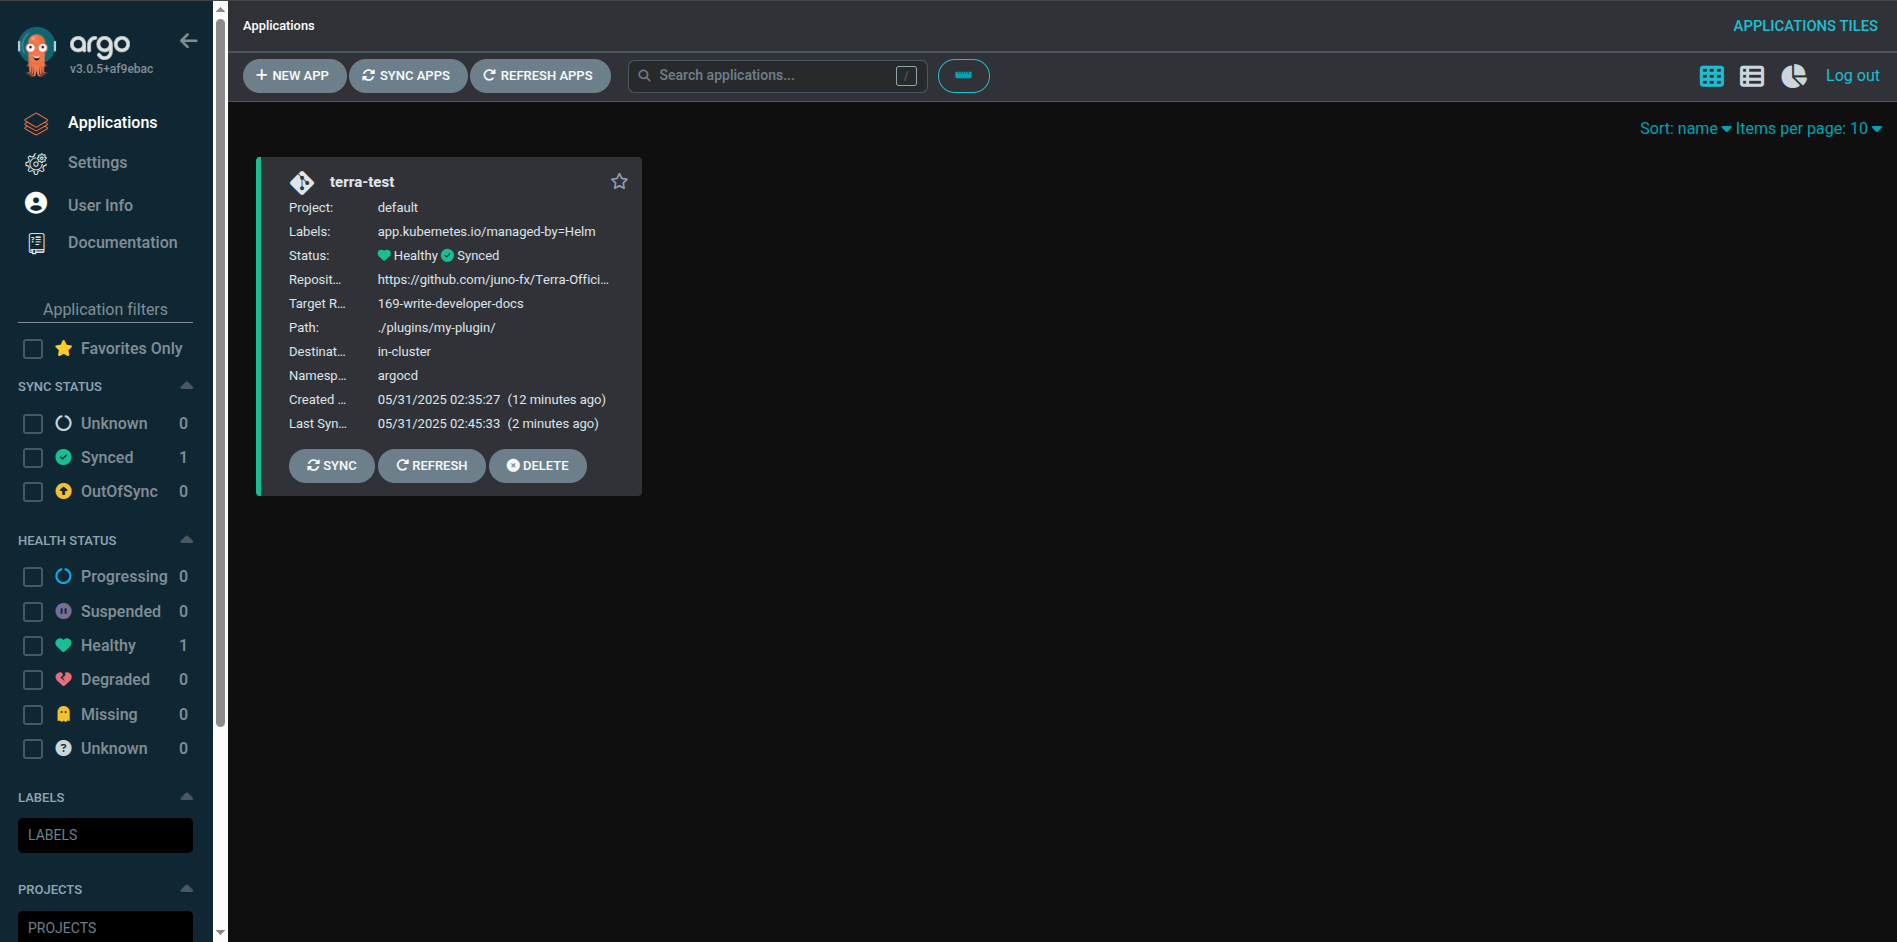 argo
v3.0.5+af9ebac
Applications
Settings
User Info
Documentation
Application filters
Favorites Only
SYNC STATUS
Unknown 0
Synced 1
OutOfSync 0
HEALTH STATUS
Progressing 0
Suspended 0
Healthy 1
Degraded 0
Missing 0
Unknown 0
LABELS
LABELS
PROJECTS
PROJECTS
Applications
APPLICATIONS TILES
NEW APP SYNC APPS REFRESH APPS Search applications... / Log out
Sort: name Items per page: 10
terra-test
Project: default
Labels: app.kubernetes.io/managed-by=Helm
Status: Healthy Synced
Reposit... https://github.com/juno-fx/Terra-Offici...
Target R... 169-write-developer-docs
Path: ./plugins/my-plugin/
Destinat... in-cluster
Namesp... argocd
Created ... 05/31/2025 02:35:27 (12 minutes ago)
Last Syn... 05/31/2025 02:45:33 (2 minutes ago)
SYNC REFRESH DELETE